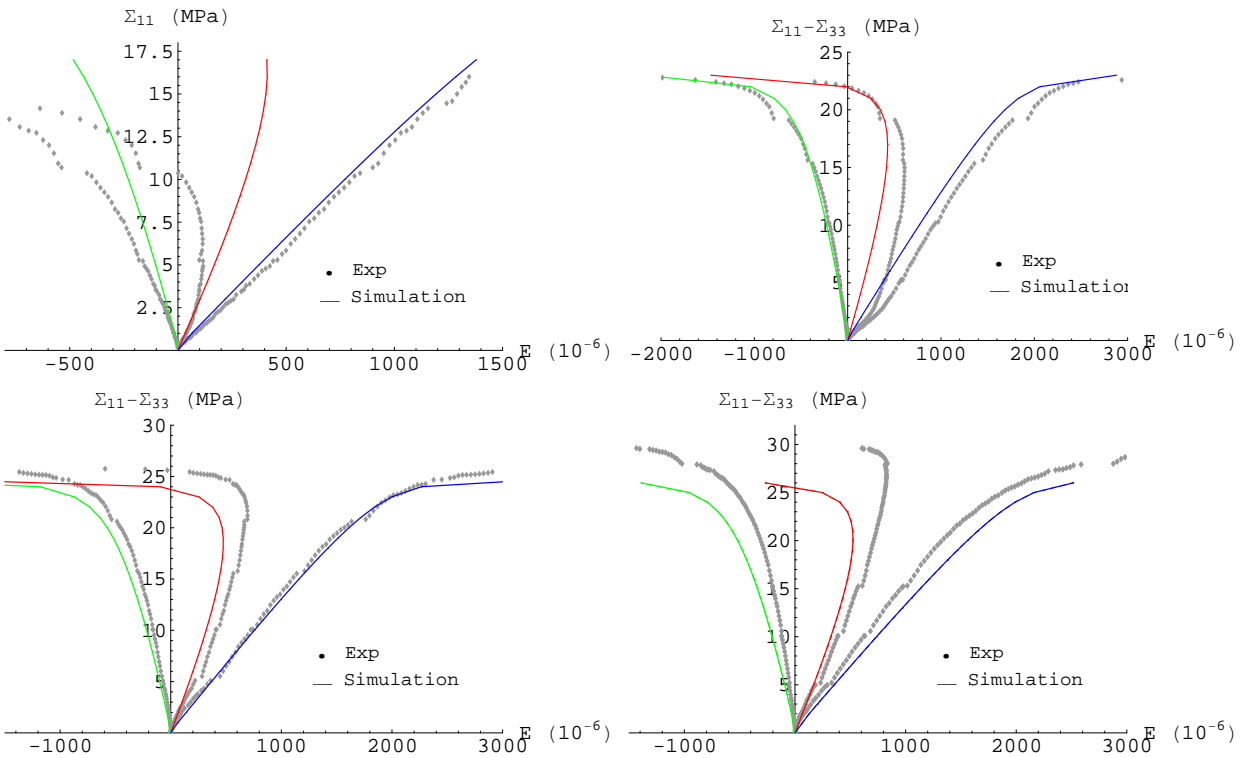 Σ₁₁ (MPa)
17.5
15
12.5
10
7.5
5
2.5
-500 500 1000 1500
E (10⁻⁶)
Exp
Simulation
Σ₁₁-Σ₃₃ (MPa)
25
20
15
10
5
-2000 -1000 1000 2000 3000
E (10⁻⁶)
Exp
Simulation
Σ₁₁-Σ₃₃ (MPa)
30
25
20
15
10
5
-1000 1000 2000 3000
E (10⁻⁶)
Exp
Simulation
Σ₁₁-Σ₃₃ (MPa)
30
25
20
15
10
5
-1000 1000 2000 3000
E (10⁻⁶)
Exp
Simulation